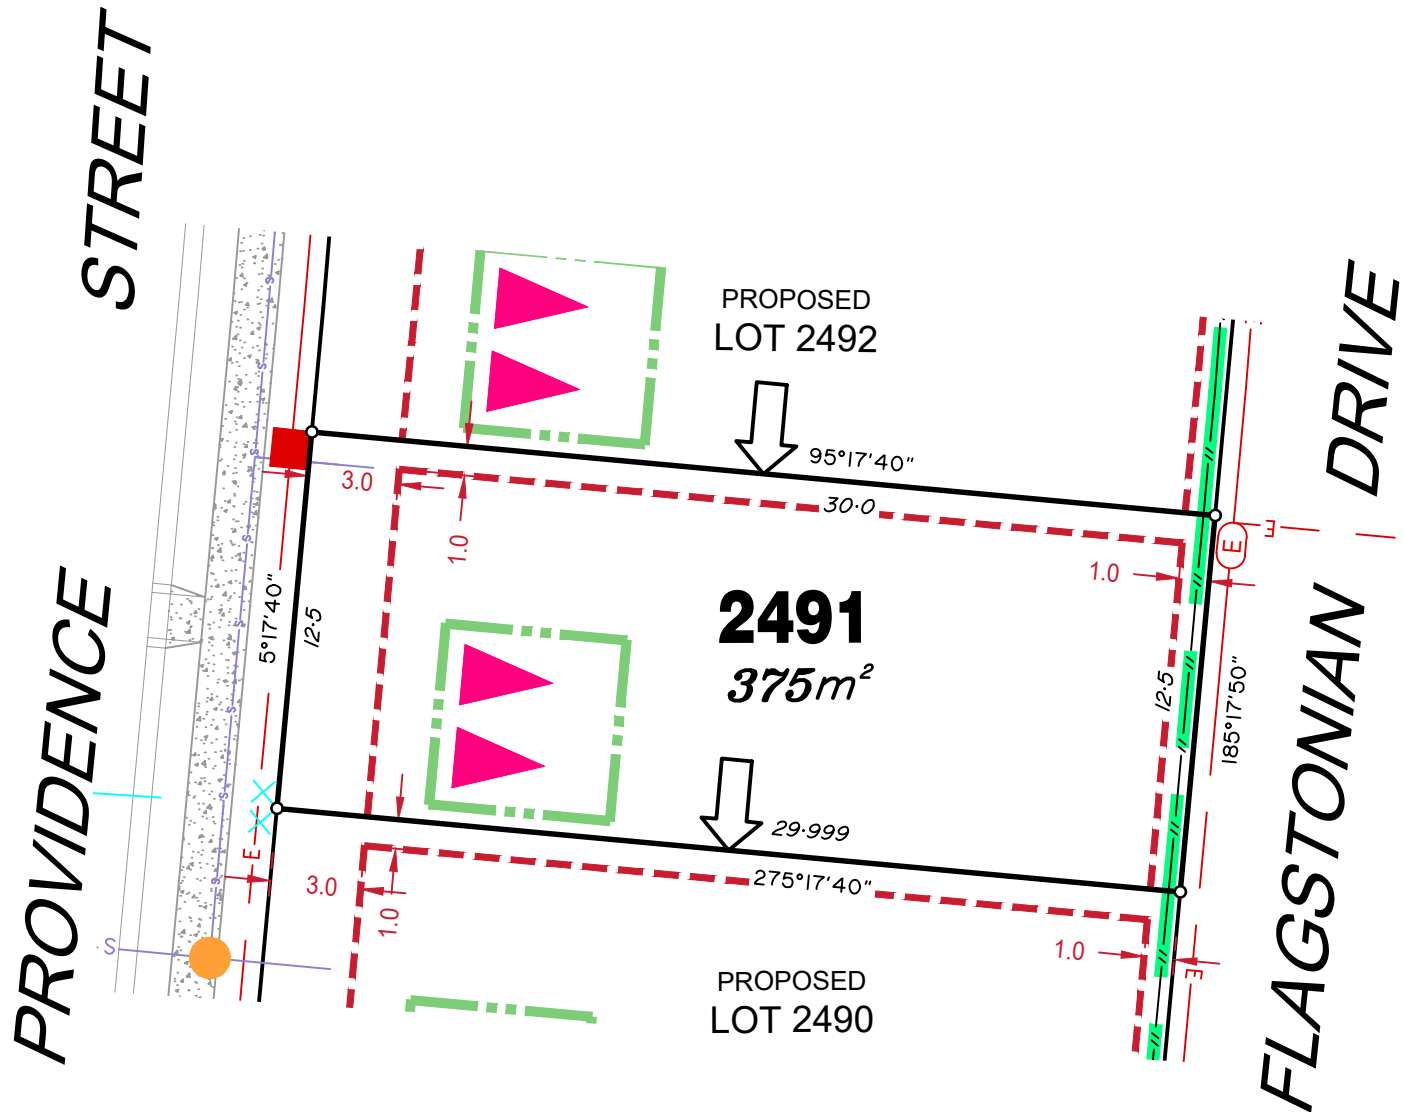 STREET
PROVIDENCE
DRIVE
FLAGSTONIAN
PROPOSED
LOT 2492
95°17'40"
30·0
3.0
1.0
1.0
E
E
5°17'40"
12·5
2491
375m²
12·5
185°17'50"
29·999
275°17'40"
E
3.0
1.0
1.0
E
S
S
S
S
S
S
S
S
S
PROPOSED
LOT 2490